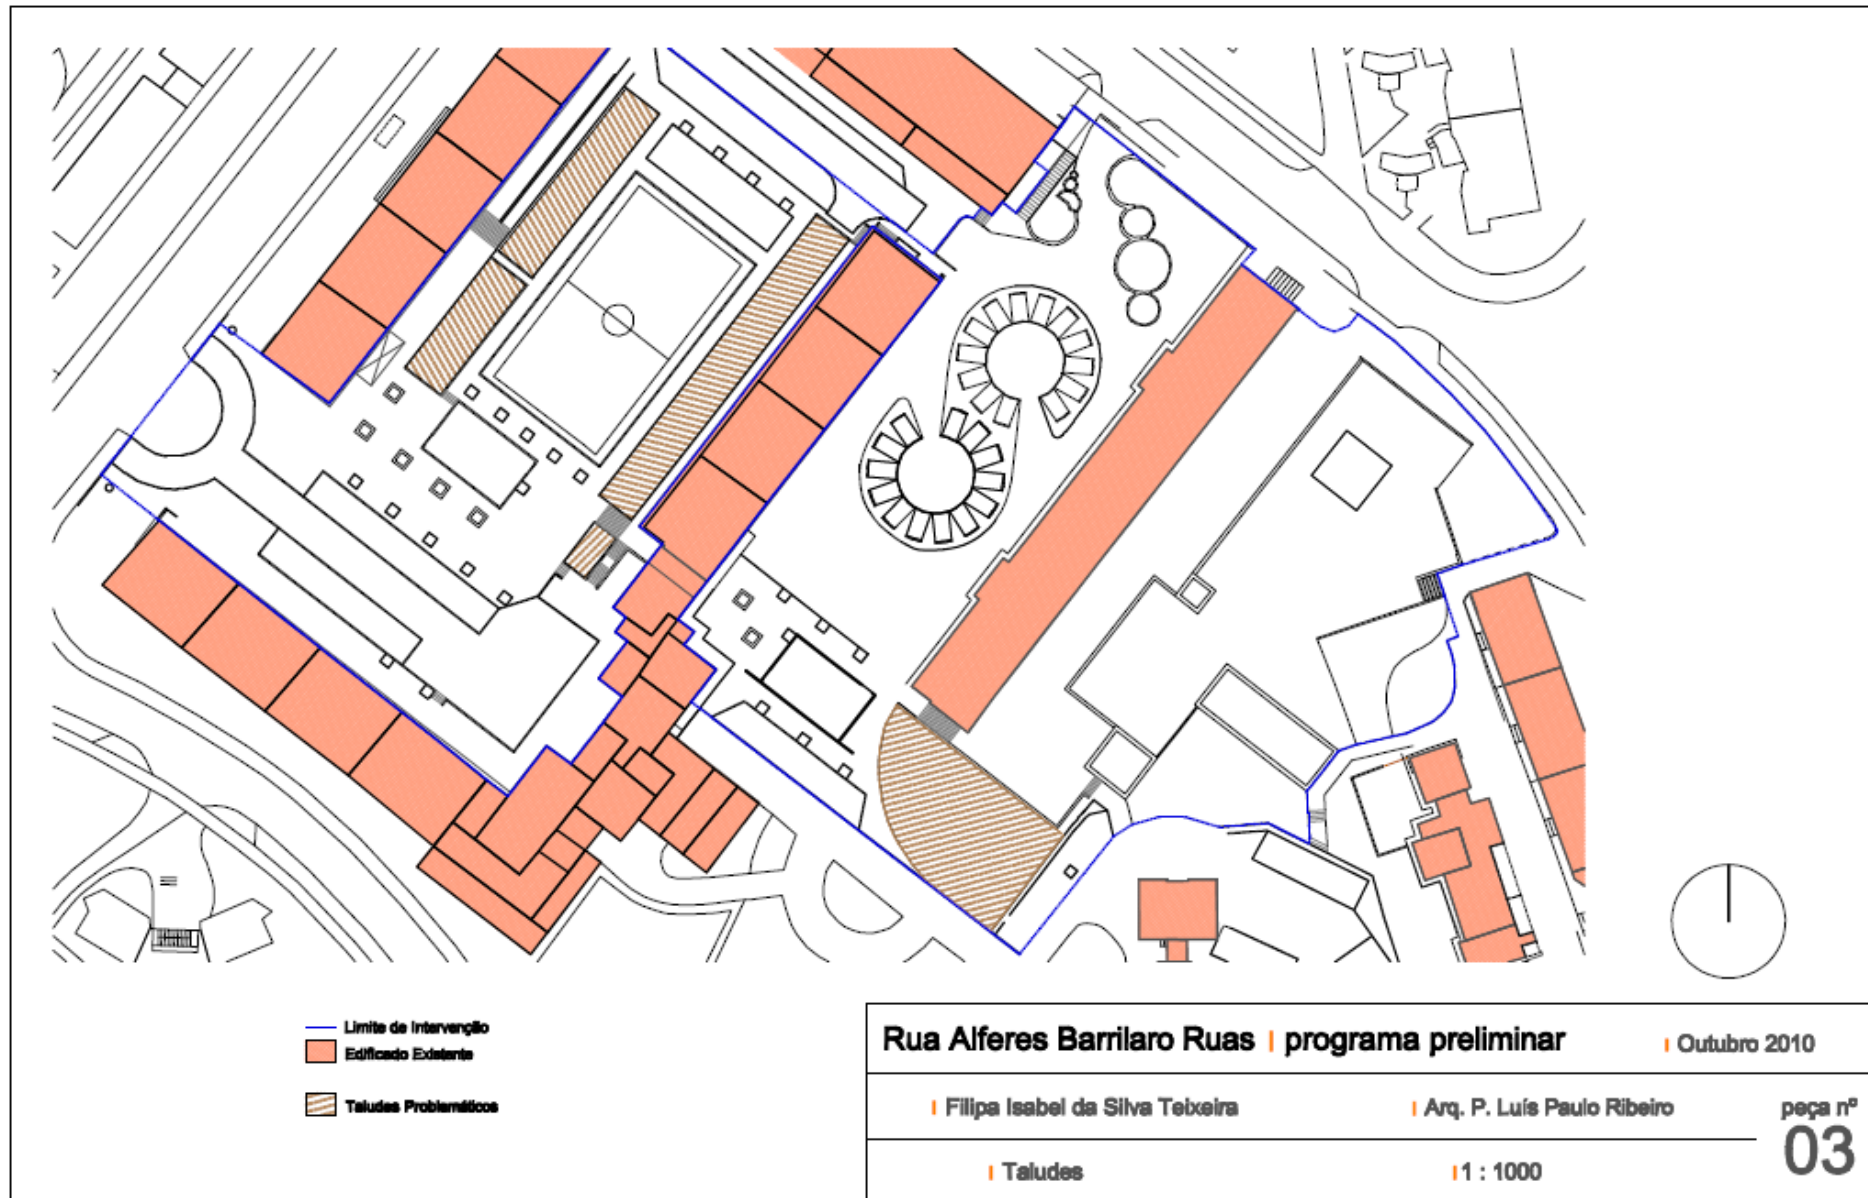 Limite de Intervenção
Edificado Existente
Taludes Problemáticos
Rua Alferes Barrilaro Ruas | programa preliminar
Outubro 2010
Filipa Isabel da Silva Teixeira
Arq. P. Luís Paulo Ribeiro
peça nº
03
Taludes
1 : 1000